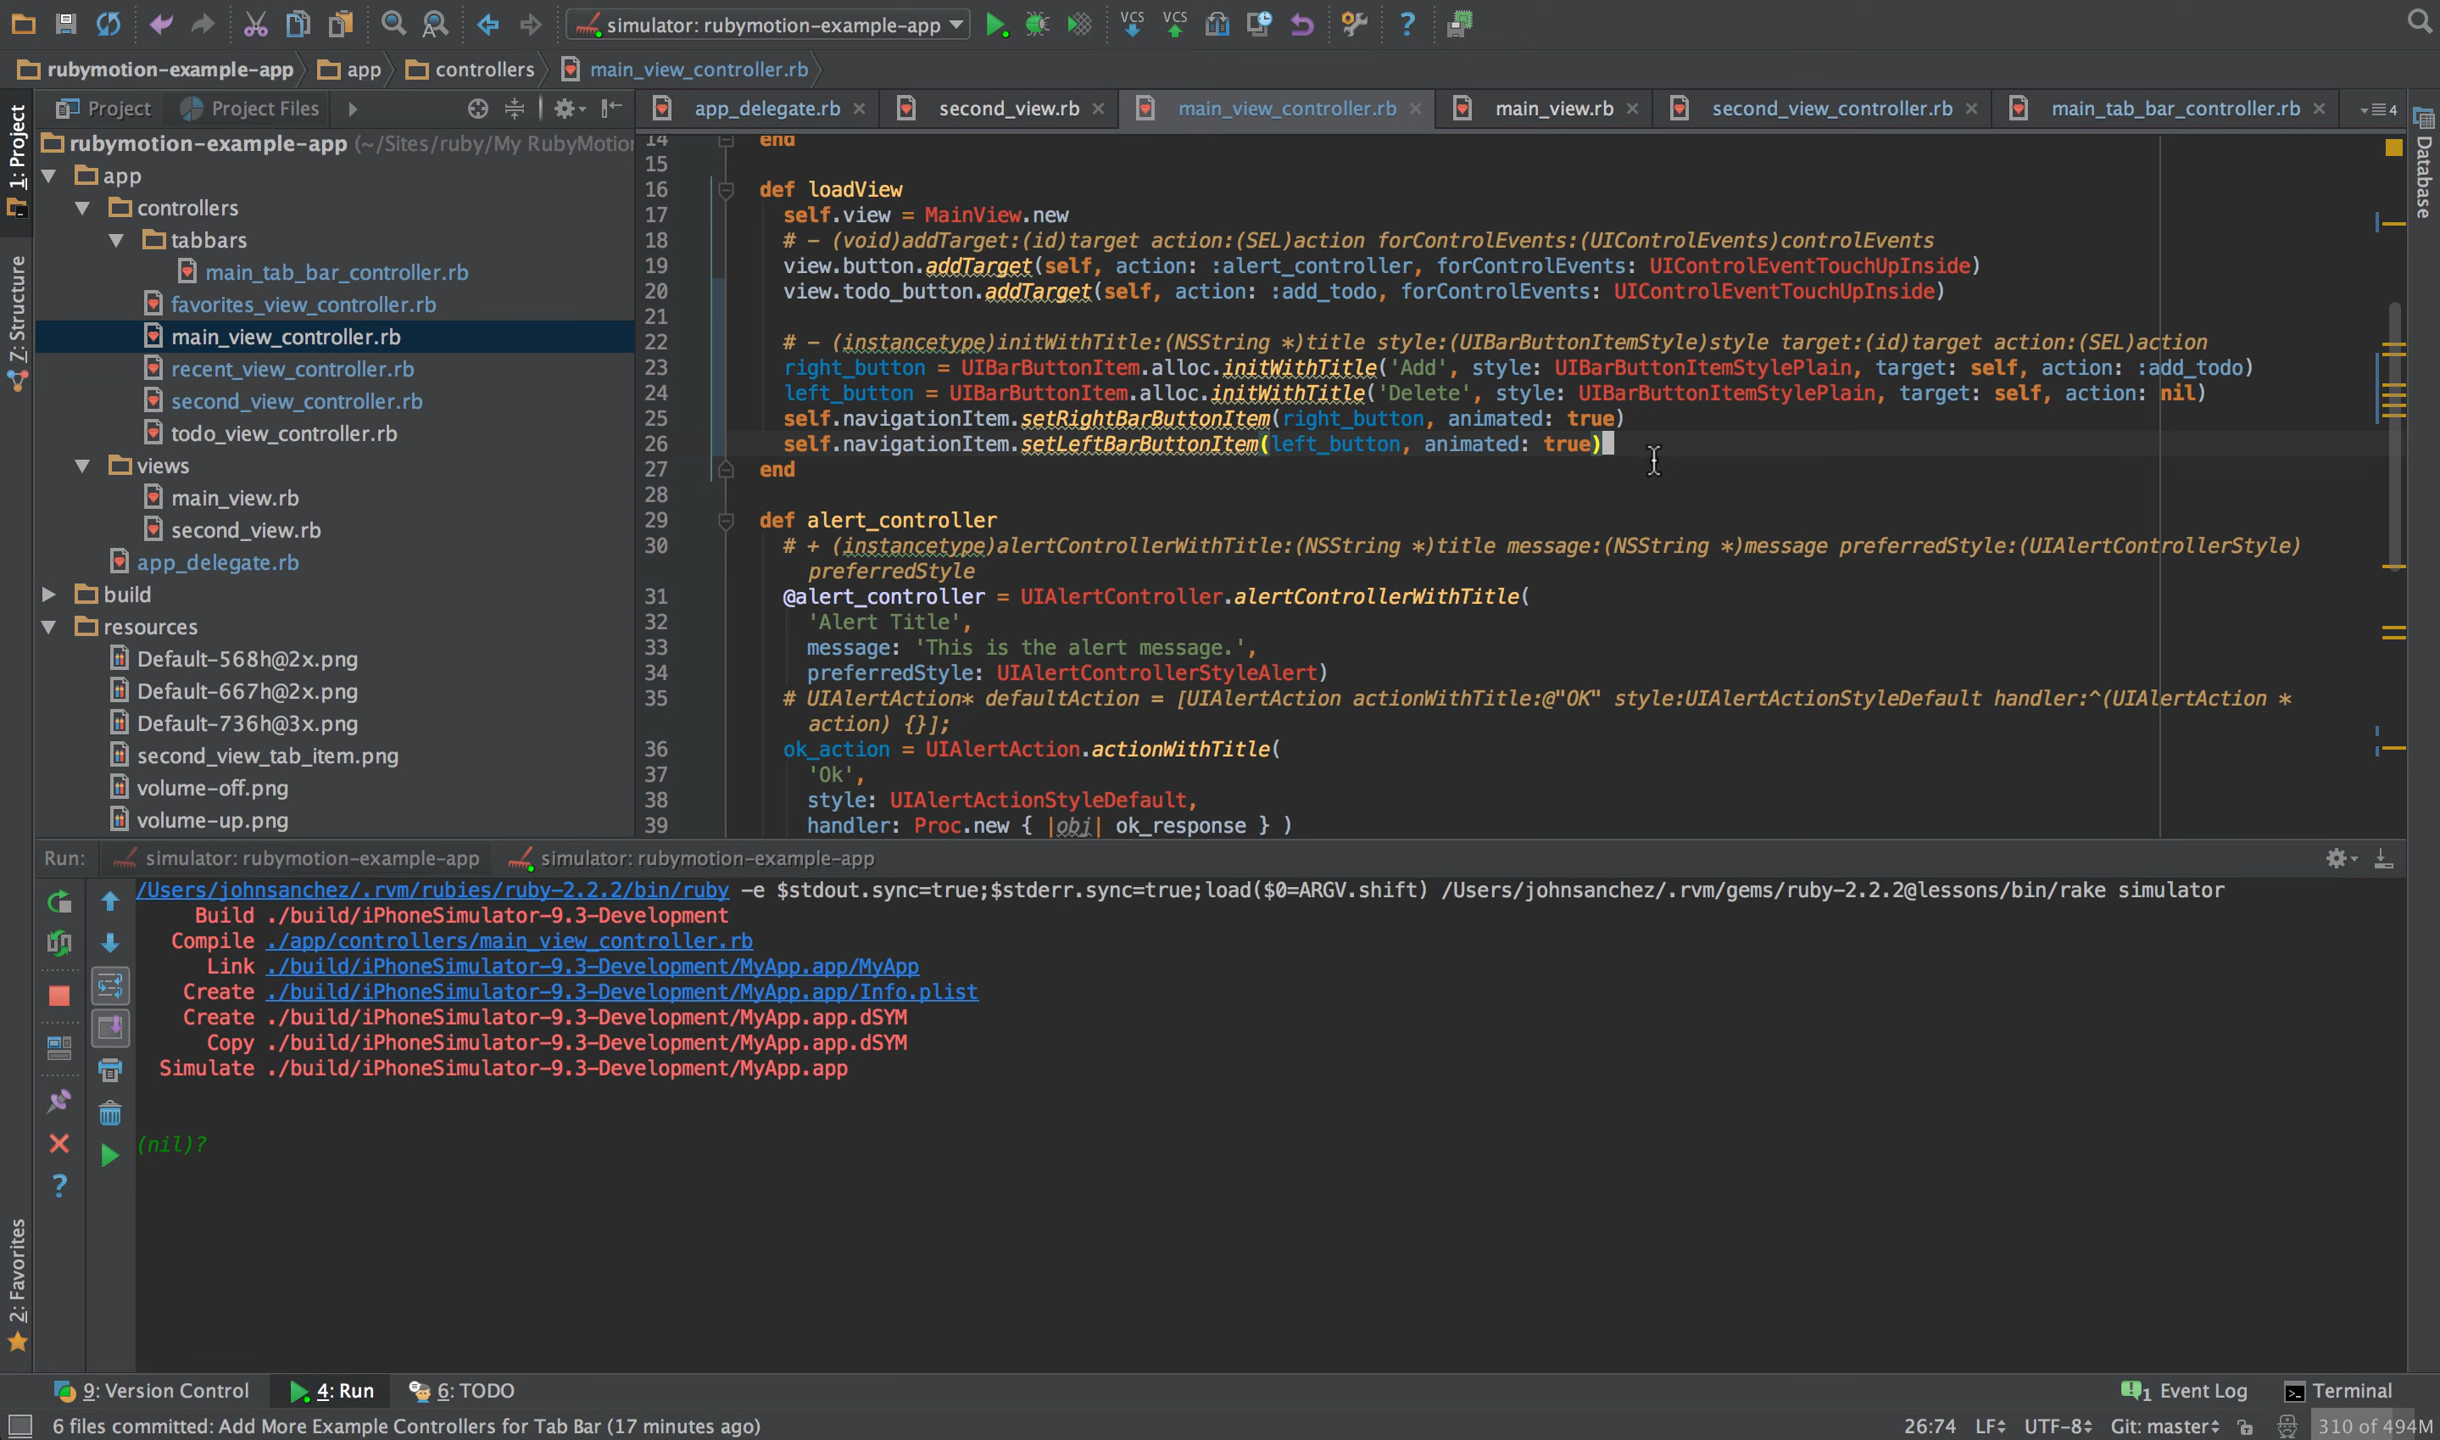 simulator: rubymotion-example-app
VCS VCS
rubymotion-example-app app controllers main_view_controller.rb
1: Project
Project Project Files
app_delegate.rb second_view.rb main_view_controller.rb main_view.rb second_view_controller.rb main_tab_bar_controller.rb 4
Database
rubymotion-example-app (~/Sites/ruby/My RubyMotion
app
controllers
tabbars
main_tab_bar_controller.rb
favorites_view_controller.rb
main_view_controller.rb
recent_view_controller.rb
second_view_controller.rb
todo_view_controller.rb
views
main_view.rb
second_view.rb
app_delegate.rb
build
resources
Default-568h@2x.png
Default-667h@2x.png
Default-736h@3x.png
second_view_tab_item.png
volume-off.png
volume-up.png
Z: Structure
14 end
15
16 def loadView
17 self.view = MainView.new
18 # - (void)addTarget:(id)target action:(SEL)action forControlEvents:(UIControlEvents)controlEvents
19 view.button.addTarget(self, action: :alert_controller, forControlEvents: UIControlEventTouchUpInside)
20 view.todo_button.addTarget(self, action: :add_todo, forControlEvents: UIControlEventTouchUpInside)
21
22 # - (instancetype)initWithTitle:(NSString *)title style:(UIBarButtonItemStyle)style target:(id)target action:(SEL)action
23 right_button = UIBarButtonItem.alloc.initWithTitle('Add', style: UIBarButtonItemStylePlain, target: self, action: :add_todo)
24 left_button = UIBarButtonItem.alloc.initWithTitle('Delete', style: UIBarButtonItemStylePlain, target: self, action: nil)
25 self.navigationItem.setRightBarButtonItem(right_button, animated: true)
26 self.navigationItem.setLeftBarButtonItem(left_button, animated: true)
27 end
28
29 def alert_controller
30 # + (instancetype)alertControllerWithTitle:(NSString *)title message:(NSString *)message preferredStyle:(UIAlertControllerStyle)
preferredStyle
31 @alert_controller = UIAlertController.alertControllerWithTitle(
32 'Alert Title',
33 message: 'This is the alert message.',
34 preferredStyle: UIAlertControllerStyleAlert)
35 # UIAlertAction* defaultAction = [UIAlertAction actionWithTitle:@"OK" style:UIAlertActionStyleDefault handler:^(UIAlertAction *
action) {}];
36 ok_action = UIAlertAction.actionWithTitle(
37 'Ok',
38 style: UIAlertActionStyleDefault,
39 handler: Proc.new { |obj| ok_response } )
Run: simulator: rubymotion-example-app simulator: rubymotion-example-app
/Users/johnsanchez/.rvm/rubies/ruby-2.2.2/bin/ruby -e $stdout.sync=true;$stderr.sync=true;load($0=ARGV.shift) /Users/johnsanchez/.rvm/gems/ruby-2.2.2@lessons/bin/rake simulator
Build ./build/iPhoneSimulator-9.3-Development
Compile ./app/controllers/main_view_controller.rb
Link ./build/iPhoneSimulator-9.3-Development/MyApp.app/MyApp
Create ./build/iPhoneSimulator-9.3-Development/MyApp.app/Info.plist
Create ./build/iPhoneSimulator-9.3-Development/MyApp.app.dSYM
Copy ./build/iPhoneSimulator-9.3-Development/MyApp.app.dSYM
Simulate ./build/iPhoneSimulator-9.3-Development/MyApp.app
(nil)?
2: Favorites
9: Version Control 4: Run 6: TODO 1 Event Log Terminal
6 files committed: Add More Example Controllers for Tab Bar (17 minutes ago) 26:74 LF UTF-8 Git: master 310 of 494M